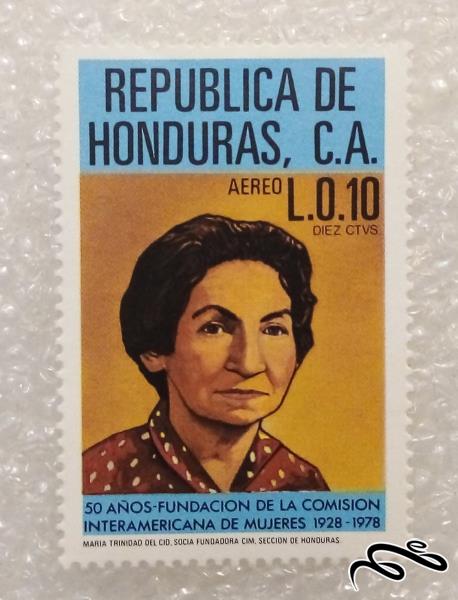 REPUBLICA DE
HONDURAS, C.A.
AEREO L.0.10
DIEZ CTVS.
50 AÑOS-FUNDACION DE LA COMISION
INTERAMERICANA DE MUJERES 1928-1978
MARIA TRINIDAD DEL CID, SOCIA FUNDADORA CIM, SECCION DE HONDURAS.